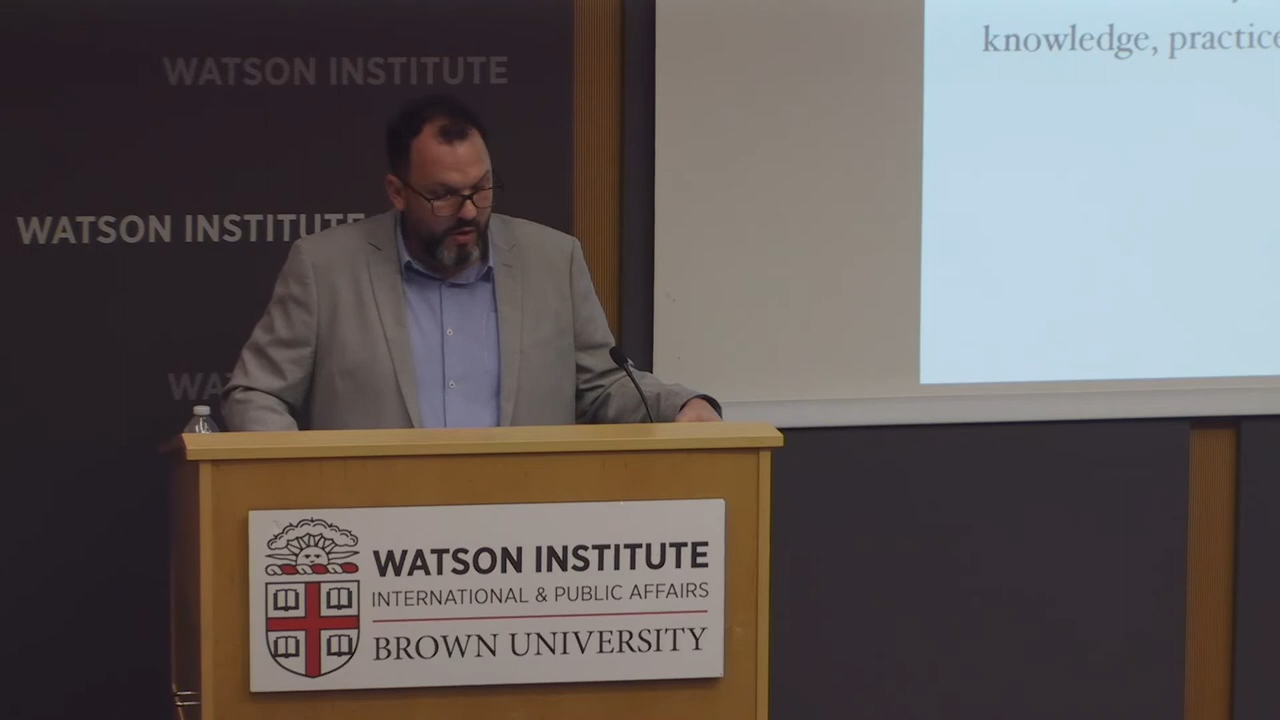 WATSON INSTITUTE
knowledge, practice
WATSON INSTITUTE
WATSON INSTITUTE
INTERNATIONAL & PUBLIC AFFAIRS
BROWN UNIVERSITY